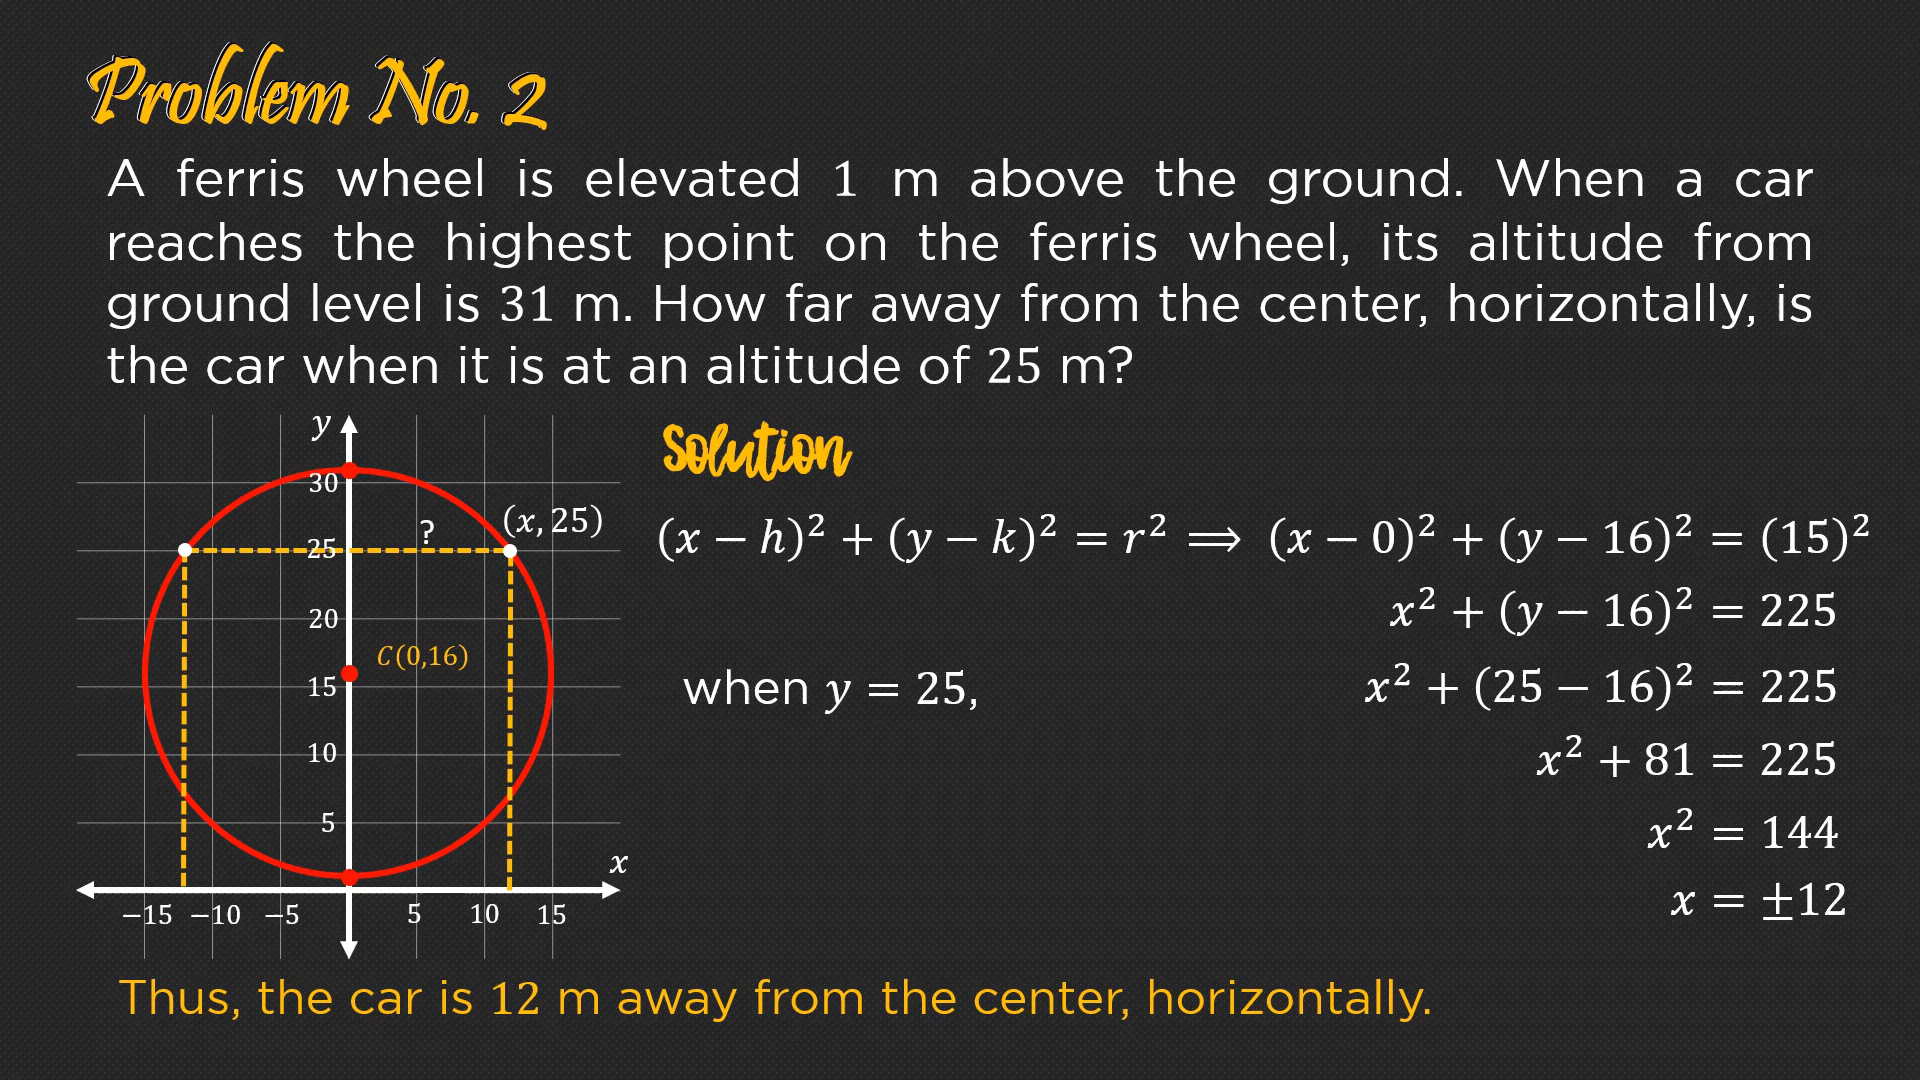 Problem No. 2
A ferris wheel is elevated 1 m above the ground. When a car
reaches the highest point on the ferris wheel, its altitude from
ground level is 31 m. How far away from the center, horizontally, is
the car when it is at an altitude of 25 m?
Solution
(x − h)² + (y − k)² = r² ⟹ (x − 0)² + (y − 16)² = (15)²
x² + (y − 16)² = 225
when y = 25,
x² + (25 − 16)² = 225
x² + 81 = 225
x² = 144
x = ±12
y
30
(x, 25)
?
25
20
C(0,16)
15
10
5
x
−15 −10 −5 5 10 15
Thus, the car is 12 m away from the center, horizontally.